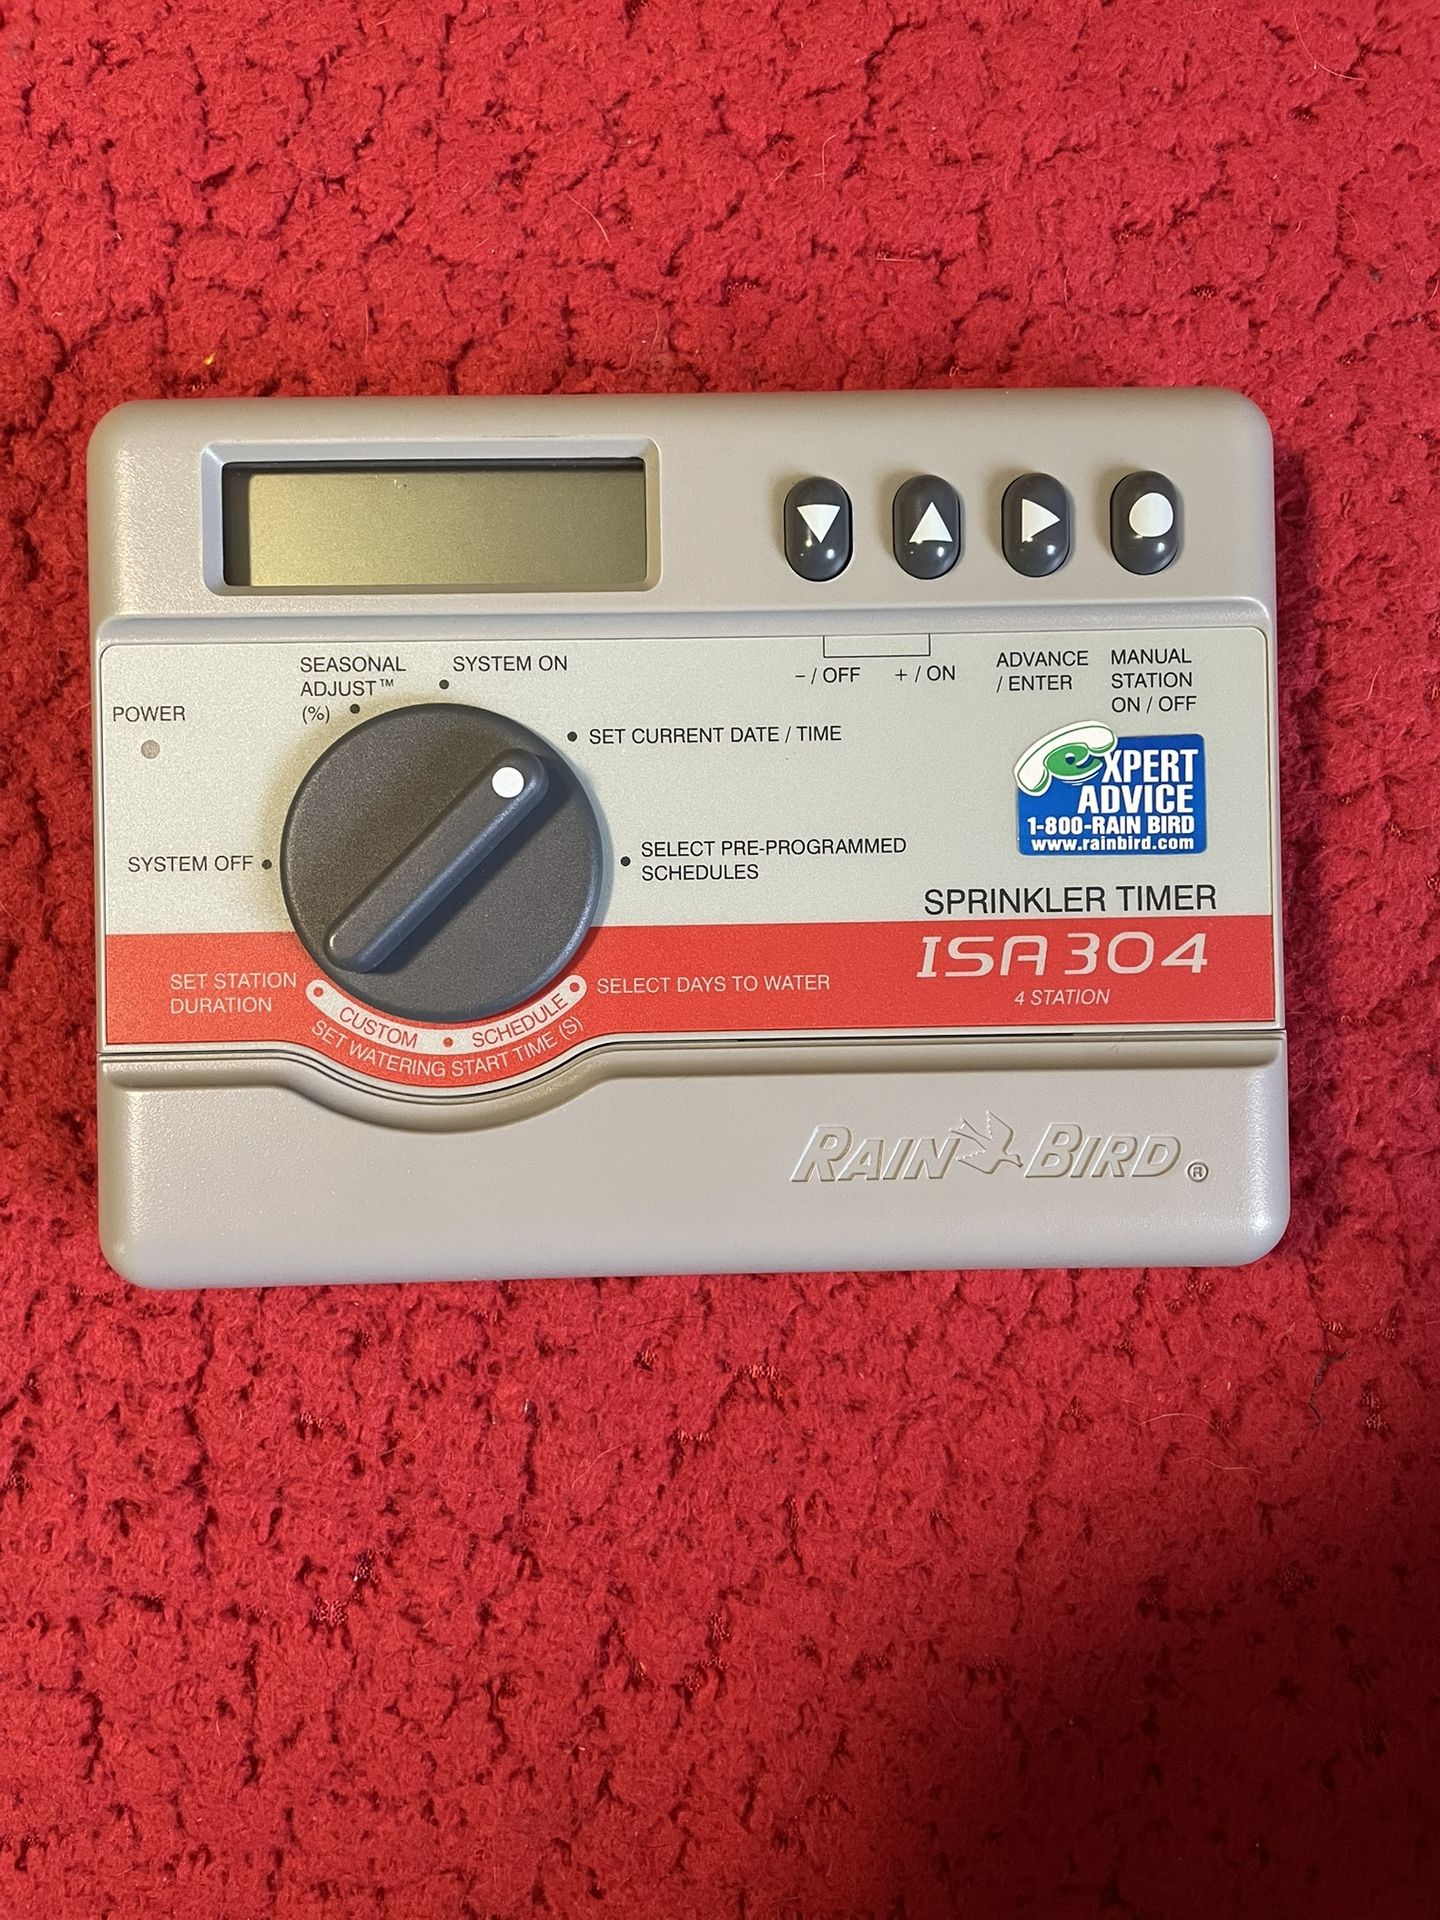 SEASONAL
ADJUST™
(%)
SYSTEM ON
- / OFF
+ / ON
ADVANCE
/ ENTER
MANUAL
STATION
ON / OFF
POWER
SET CURRENT DATE / TIME
eXPERT
ADVICE
1-800-RAIN BIRD
www.rainbird.com
SYSTEM OFF
SELECT PRE-PROGRAMMED
SCHEDULES
SPRINKLER TIMER
ISA 304
4 STATION
SET STATION
DURATION
SELECT DAYS TO WATER
CUSTOM SCHEDULE
SET WATERING START TIME (S)
RAIN BIRD®